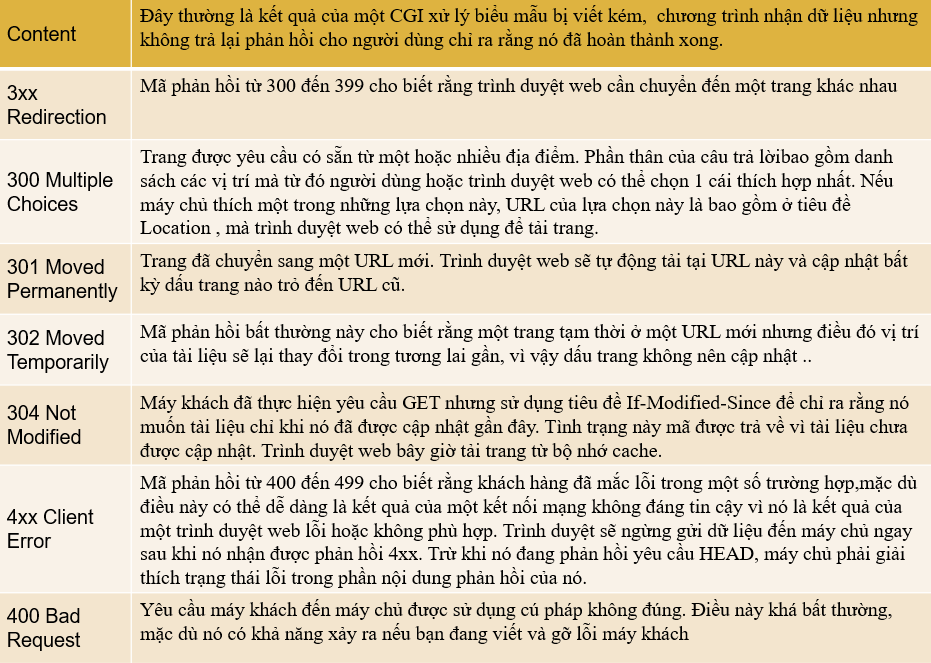 Content
Đây thường là kết quả của một CGI xử lý biểu mẫu bị viết kém, chương trình nhận dữ liệu nhưng
không trả lại phản hồi cho người dùng chỉ ra rằng nó đã hoàn thành xong.
3xx
Redirection
Mã phản hồi từ 300 đến 399 cho biết rằng trình duyệt web cần chuyển đến một trang khác nhau
300 Multiple
Choices
Trang được yêu cầu có sẵn từ một hoặc nhiều địa điểm. Phần thân của câu trả lờibao gồm danh
sách các vị trí mà từ đó người dùng hoặc trình duyệt web có thể chọn 1 cái thích hợp nhất. Nếu
máy chủ thích một trong những lựa chọn này, URL của lựa chọn này là bao gồm ở tiêu đề
Location , mà trình duyệt web có thể sử dụng để tải trang.
301 Moved
Permanently
Trang đã chuyển sang một URL mới. Trình duyệt web sẽ tự động tải tại URL này và cập nhật bất
kỳ dấu trang nào trỏ đến URL cũ.
302 Moved
Temporarily
Mã phản hồi bất thường này cho biết rằng một trang tạm thời ở một URL mới nhưng điều đó vị trí
của tài liệu sẽ lại thay đổi trong tương lai gần, vì vậy dấu trang không nên cập nhật ..
304 Not
Modified
Máy khách đã thực hiện yêu cầu GET nhưng sử dụng tiêu đề If-Modified-Since để chỉ ra rằng nó
muốn tài liệu chỉ khi nó đã được cập nhật gần đây. Tình trạng này mã được trả về vì tài liệu chưa
được cập nhật. Trình duyệt web bây giờ tải trang từ bộ nhớ cache.
4xx Client
Error
Mã phản hồi từ 400 đến 499 cho biết rằng khách hàng đã mắc lỗi trong một số trường hợp,mặc dù
điều này có thể dễ dàng là kết quả của một kết nối mạng không đáng tin cậy vì nó là kết quả của
một trình duyệt web lỗi hoặc không phù hợp. Trình duyệt sẽ ngừng gửi dữ liệu đến máy chủ ngay
sau khi nó nhận được phản hồi 4xx. Trừ khi nó đang phản hồi yêu cầu HEAD, máy chủ phải giải
thích trạng thái lỗi trong phần nội dung phản hồi của nó.
400 Bad
Request
Yêu cầu máy khách đến máy chủ được sử dụng cú pháp không đúng. Điều này khá bất thường,
mặc dù nó có khả năng xảy ra nếu bạn đang viết và gỡ lỗi máy khách